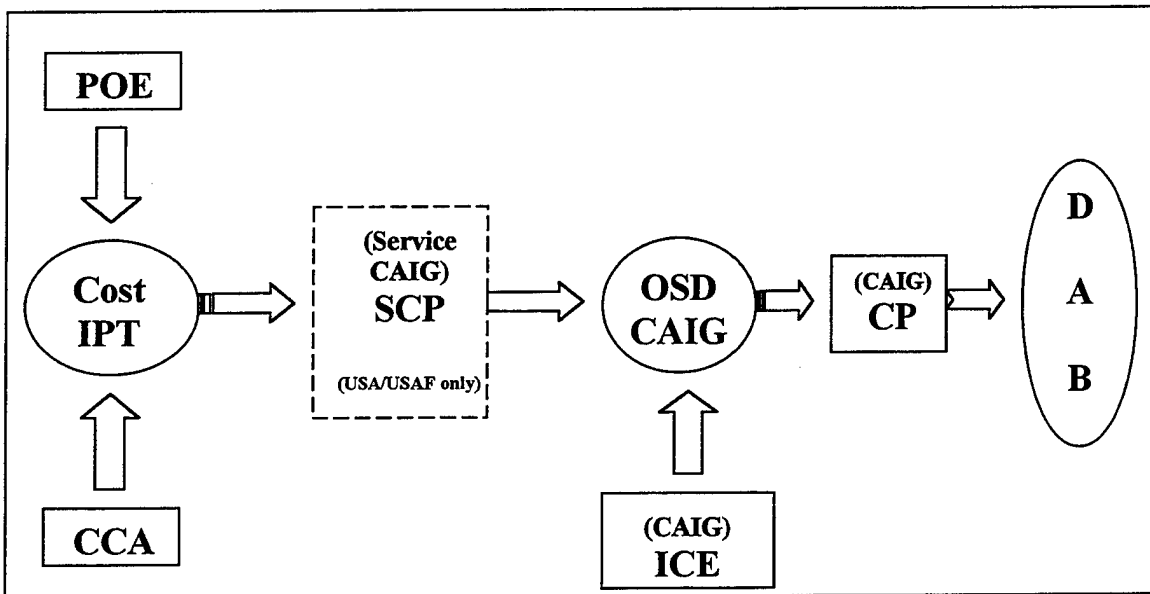 POE
Cost
IPT
CCA
(Service
CAIG)
SCP
(USA/USAF only)
OSD
CAIG
(CAIG)
ICE
(CAIG)
CP
D
A
B